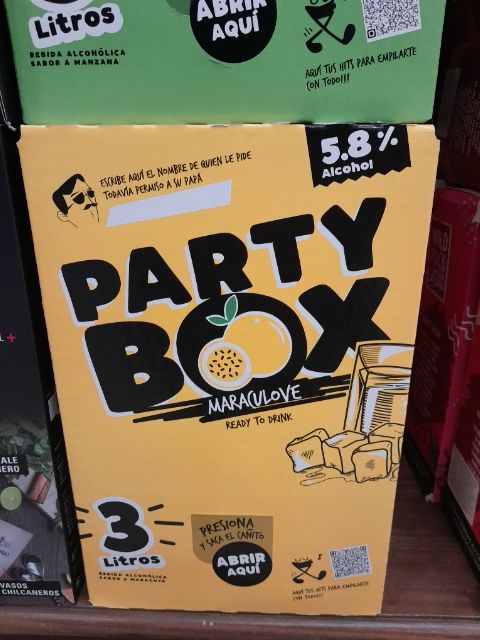 Litros
BEBIDA ALCOHÓLICA
SABOR A MANZANA
ABRIR
AQUÍ
AQUÍ TUS HITS PARA EMPILARTE
CON TODO!!!
5.8%
Alcohol
ESCRIBE AQUÍ EL NOMBRE DE QUIEN LE PIDE
TODAVÍA PERMISO A SU PAPÁ
PARTY
BOX
MARACULOVE
READY TO DRINK
3
Litros
BEBIDA ALCOHÓLICA
SABOR A MARACUYÁ
PRESIONA
Y SACA EL CAÑITO
ABRIR
AQUÍ
AQUÍ TUS HITS PARA EMPILARTE
CON TODO!!!
ALE
VASOS
CHILCANEROS